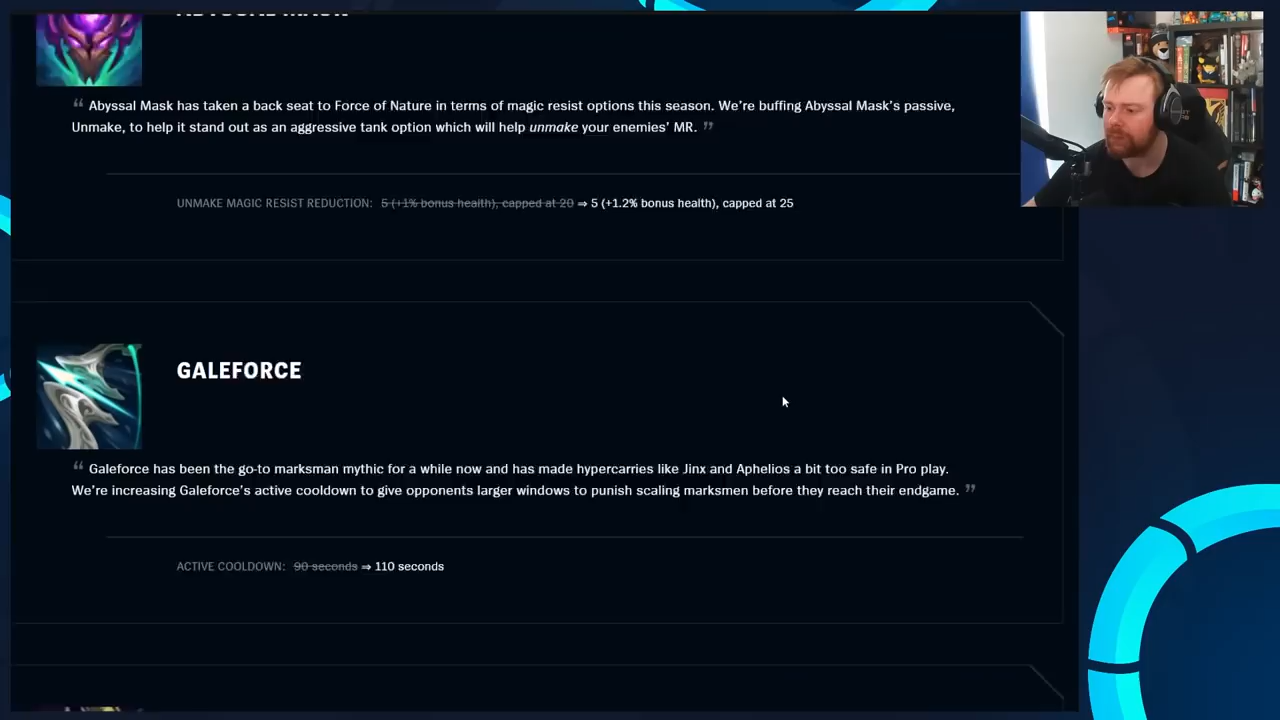 “ Abyssal Mask has taken a back seat to Force of Nature in terms of magic resist options this season. We’re buffing Abyssal Mask’s passive,
Unmake, to help it stand out as an aggressive tank option which will help unmake your enemies’ MR. ”
UNMAKE MAGIC RESIST REDUCTION: 5 (+1% bonus health), capped at 20 ⇒ 5 (+1.2% bonus health), capped at 25
GALEFORCE
“ Galeforce has been the go-to marksman mythic for a while now and has made hypercarries like Jinx and Aphelios a bit too safe in Pro play.
We’re increasing Galeforce’s active cooldown to give opponents larger windows to punish scaling marksmen before they reach their endgame. ”
ACTIVE COOLDOWN: 90 seconds ⇒ 110 seconds